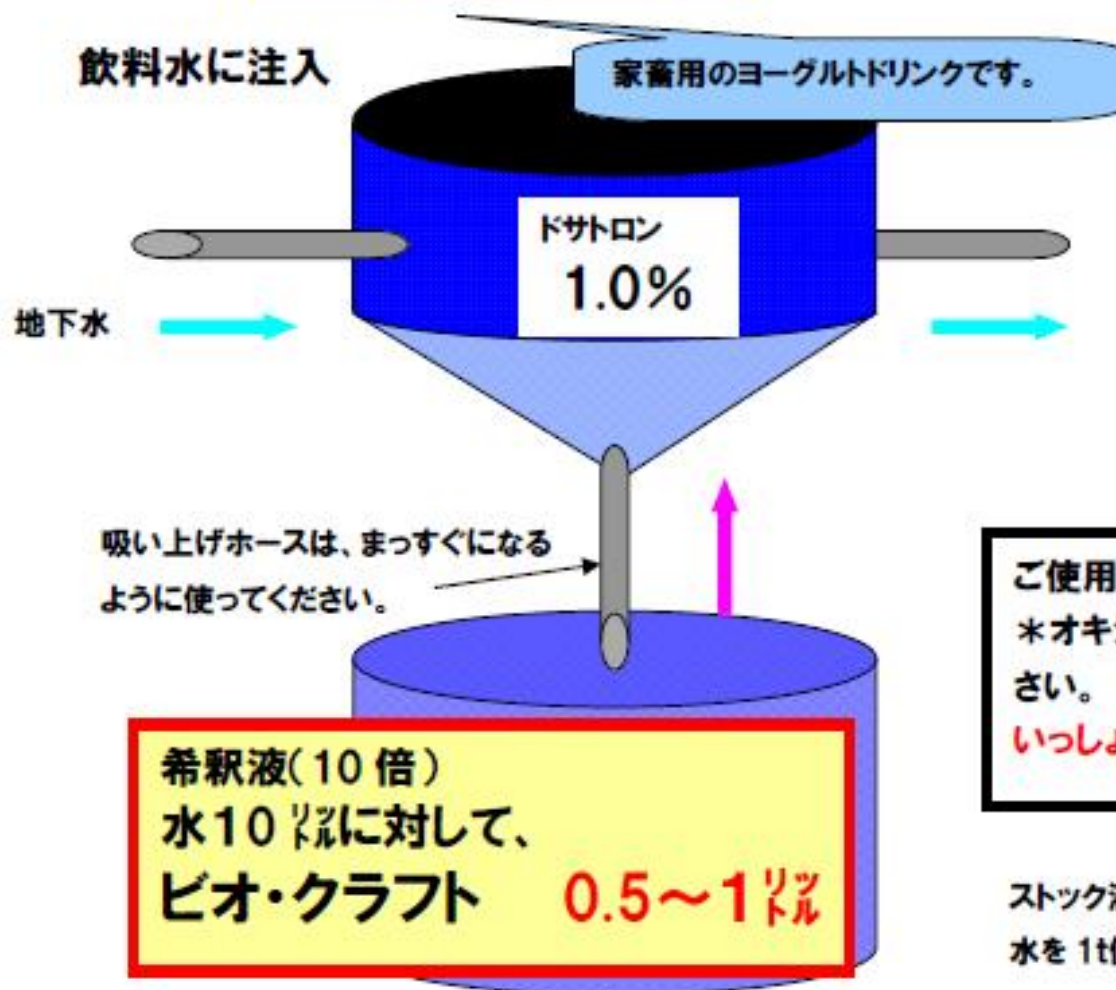 飲料水に注入
家畜用のヨーグルトドリンクです。
ドサトロン
1.0%
地下水
吸い上げホースは、まっすぐになる
ように使ってください。
ご使用
*オキ
さい。
いっしょ
希釈液(10倍)
水10㍑に対して、
ビオ・クラフト 0.5～1㍑
ストック
水を 1t